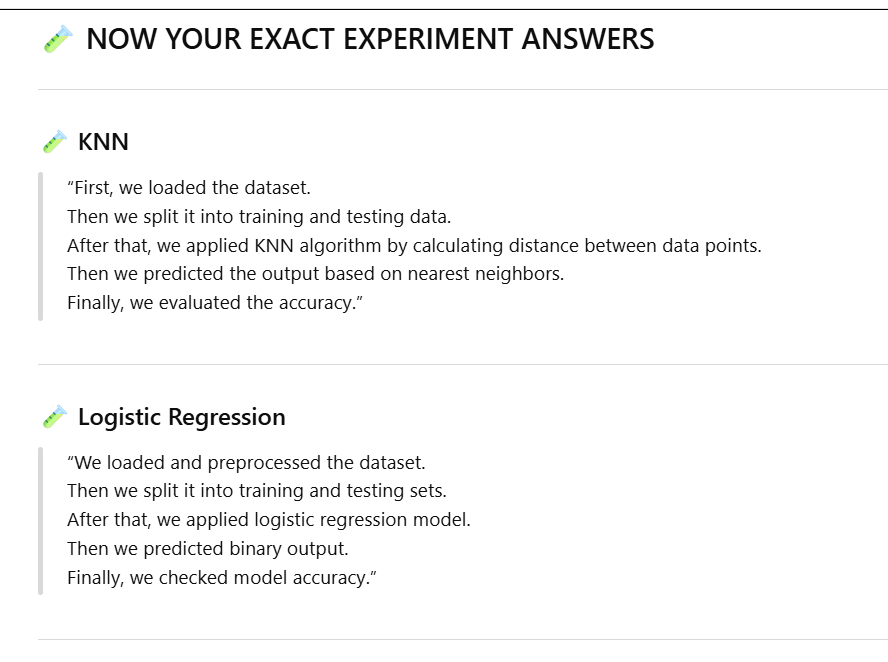 NOW YOUR EXACT EXPERIMENT ANSWERS
KNN
“First, we loaded the dataset.
Then we split it into training and testing data.
After that, we applied KNN algorithm by calculating distance between data points.
Then we predicted the output based on nearest neighbors.
Finally, we evaluated the accuracy.”
Logistic Regression
“We loaded and preprocessed the dataset.
Then we split it into training and testing sets.
After that, we applied logistic regression model.
Then we predicted binary output.
Finally, we checked model accuracy.”